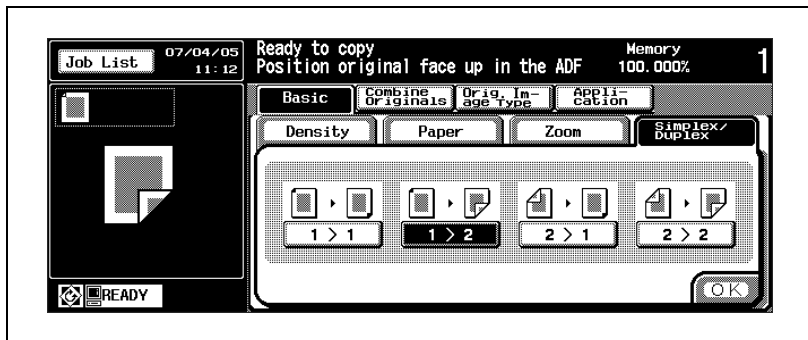 Job List
07/04/05
11:12
Ready to copy
Position original face up in the ADF
Memory
100.000%
1
Basic
Combine
Originals
Orig. Im-
age Type
Appli-
cation
Density
Paper
Zoom
Simplex/
Duplex
1 > 1
1 > 2
2 > 1
2 > 2
OK
READY